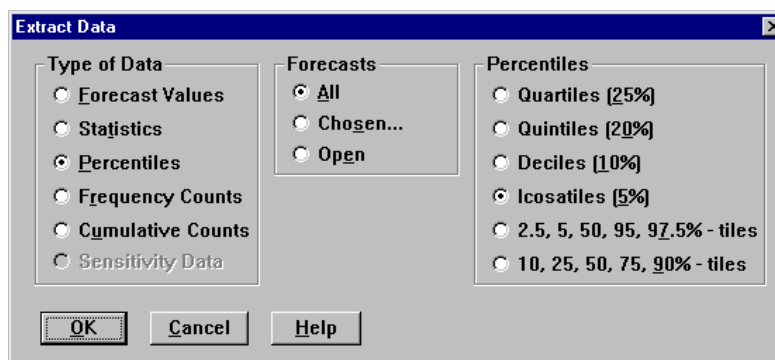 Extract Data
Type of Data
Forecast Values
Statistics
Percentiles
Frequency Counts
Cumulative Counts
Sensitivity Data
Forecasts
All
Chosen...
Open
Percentiles
Quartiles (25%)
Quintiles (20%)
Deciles (10%)
Icosatiles (5%)
2.5, 5, 50, 95, 97.5% - tiles
10, 25, 50, 75, 90% - tiles
OK Cancel Help